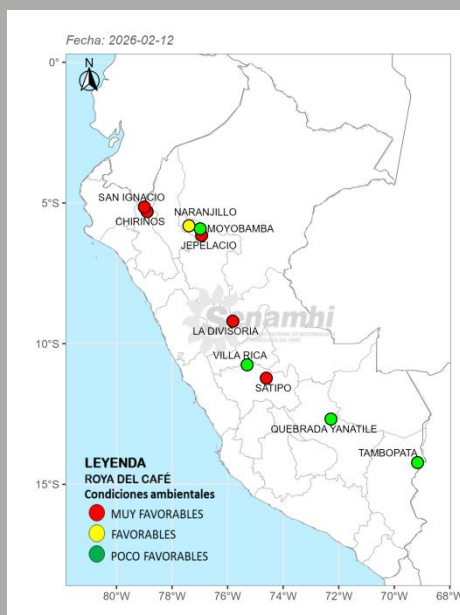 Fecha: 2026-02-12
N
0°
SAN IGNACIO
5°S
CHIRINOS
NARANJILLO
MOYOBAMBA
JEPELACIO
Senamhi
LA DIVISORIA
10°S
VILLA RICA
SATIPO
QUEBRADA YANATILE
TAMBOPATA
LEYENDA
ROYA DEL CAFÉ
Condiciones ambientales
15°S
MUY FAVORABLES
FAVORABLES
POCO FAVORABLES
80°W 78°W 76°W 74°W 72°W 70°W 68°W